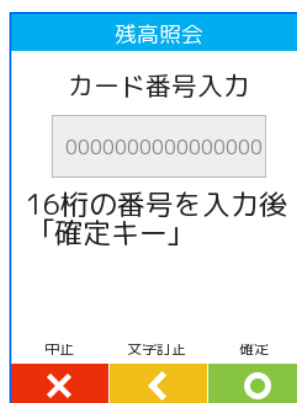 残高照会
カード番号入力
0000000000000000
16桁の番号を入力後
「確定キー」
中止 文字訂正 確定